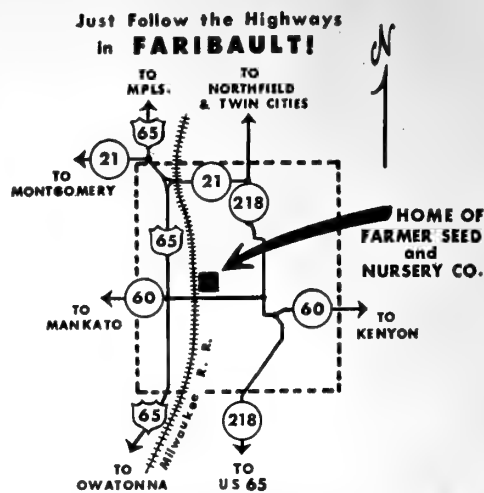 Just Follow the Highways
in FARIBAULT!
N
TO
MPLS.
TO
NORTHFIELD
& TWIN CITIES
65
21
TO
MONTGOMERY
21
218
65
HOME OF
FARMER SEED
and
NURSERY CO.
60
TO
MANKATO
60
TO
KENYON
Milwaukee R. R.
65
218
TO
OWATONNA
TO
US 65